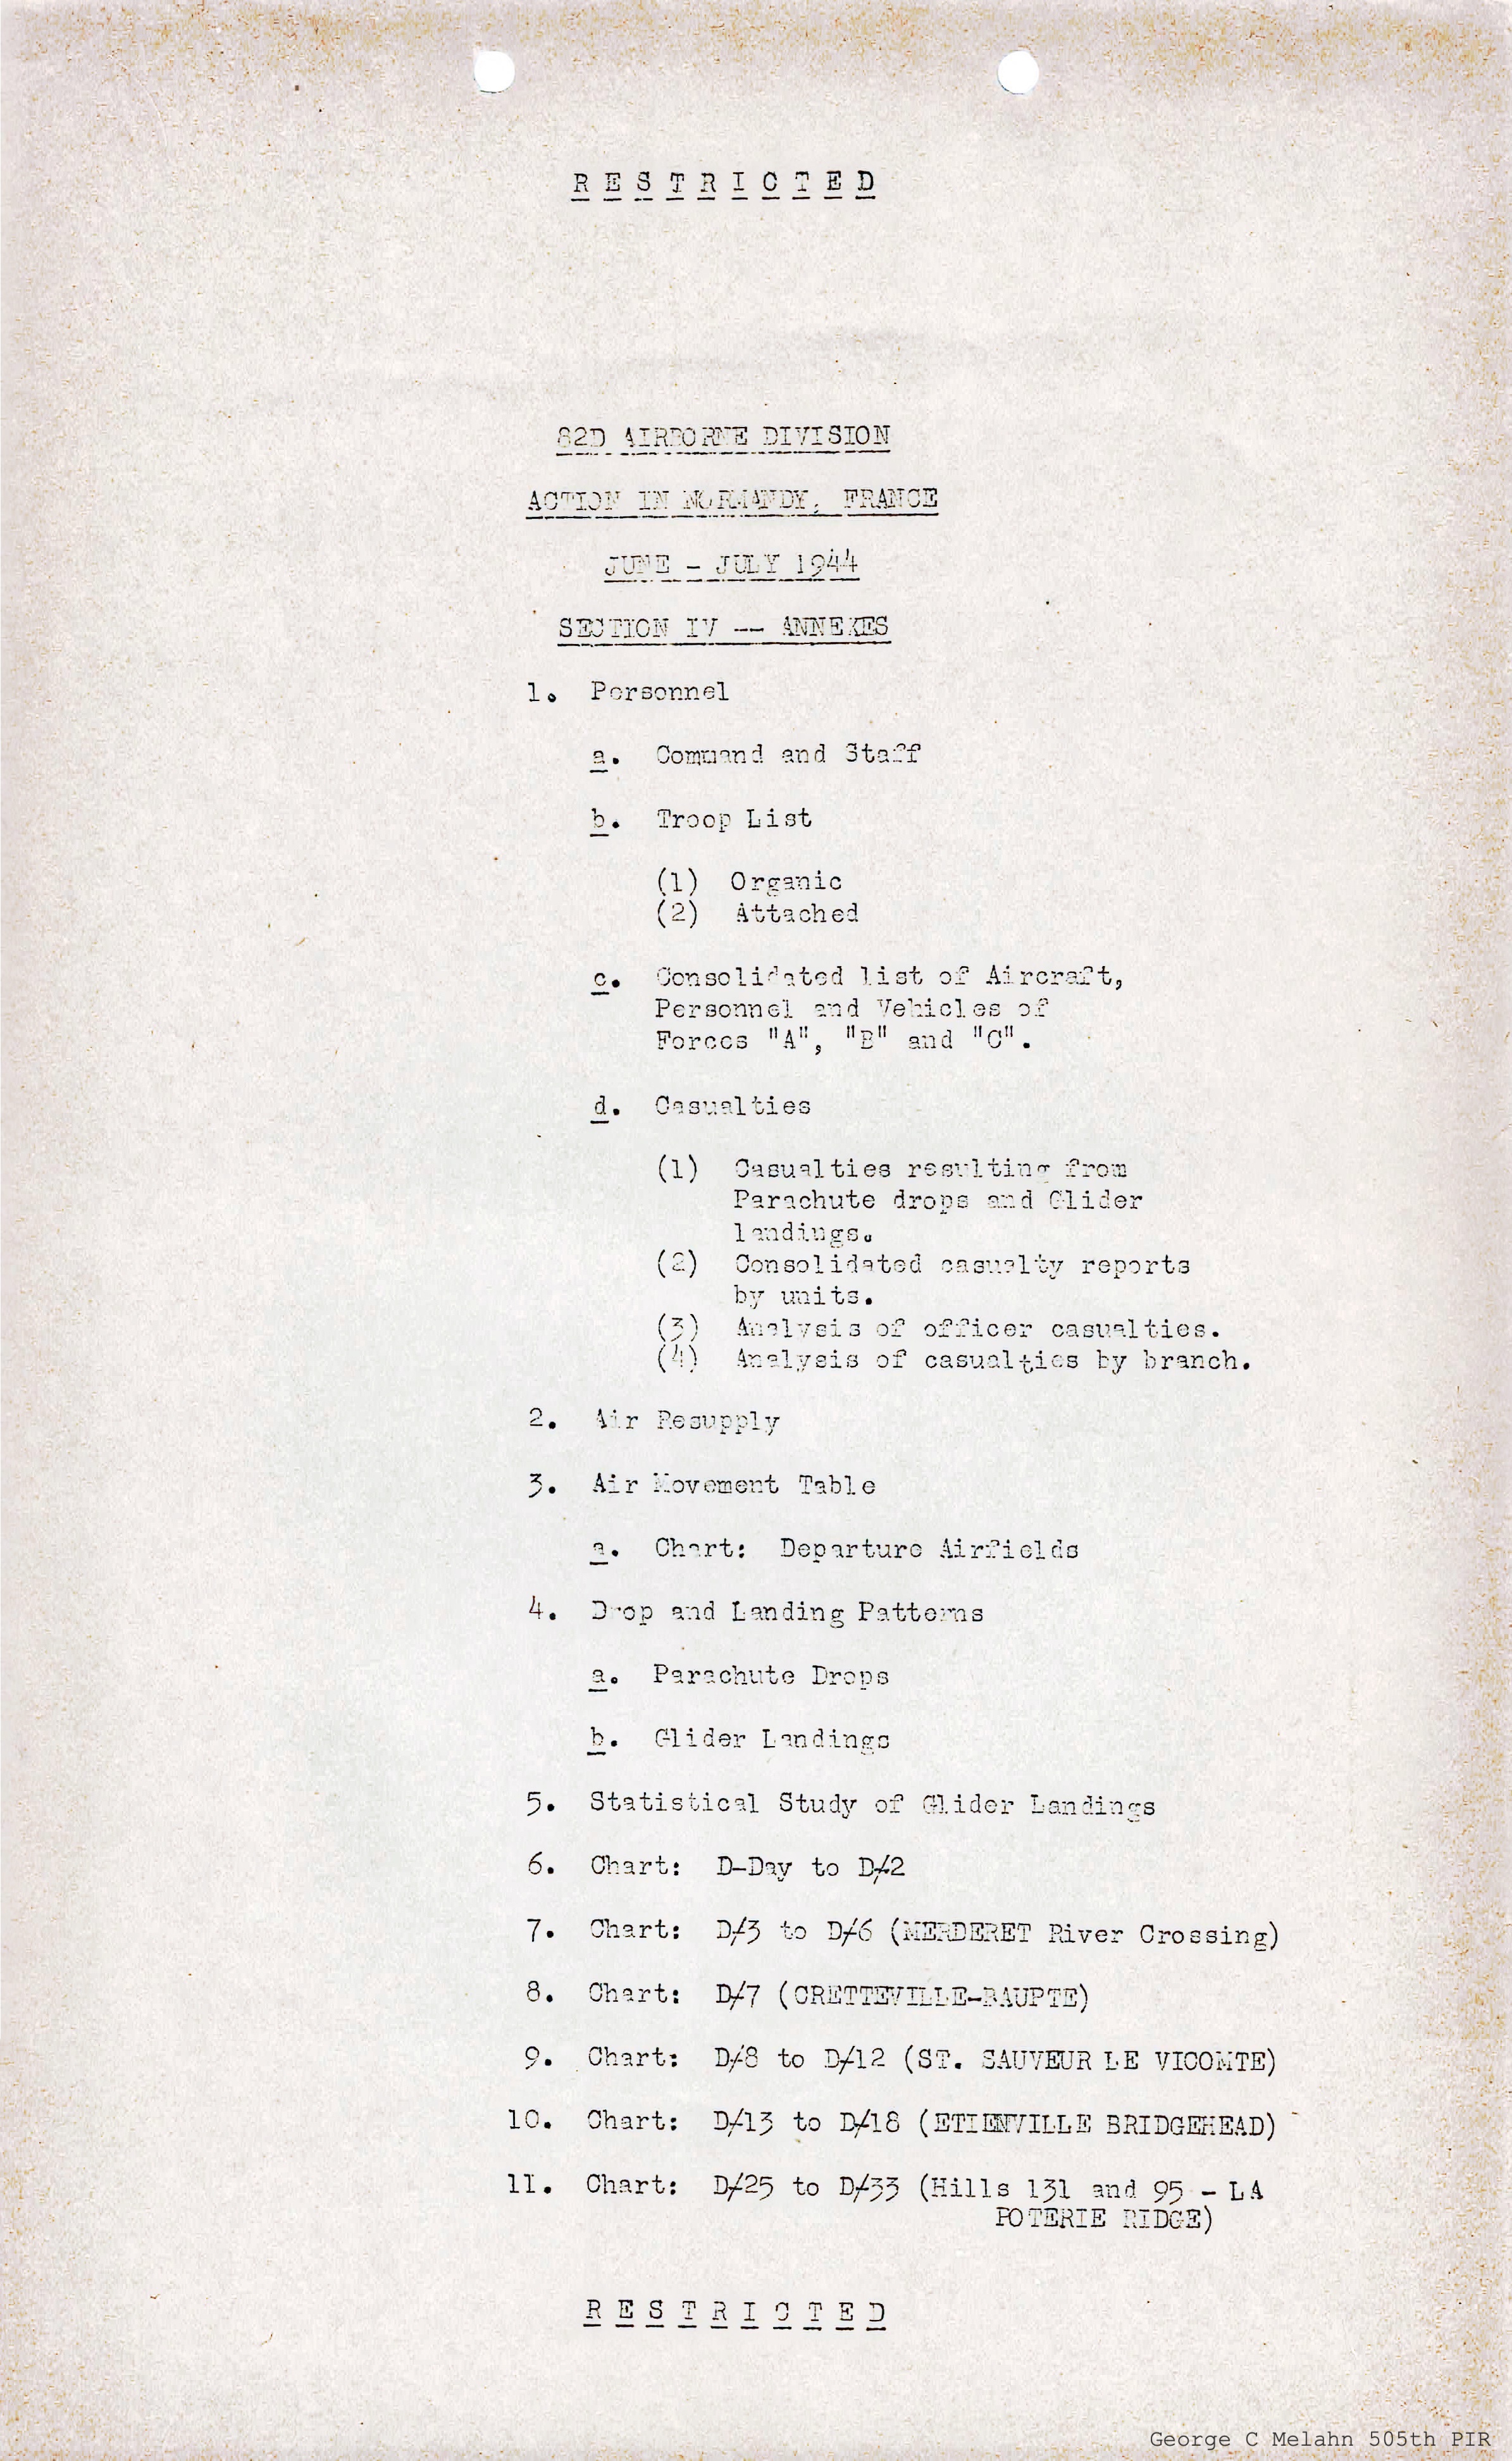 R E S T R I C T E D
82D AIRBORNE DIVISION
ACTION IN NORMANDY, FRANCE
JUNE - JULY 1944
SECTION IV -- ANNEXES
1. Personnel
a. Command and Staff
b. Troop List
(1) Organic
(2) Attached
c. Consolidated list of Aircraft,
Personnel and Vehicles of
Forces "A", "B" and "C".
d. Casualties
(1) Casualties resulting from
Parachute drops and Glider
landings.
(2) Consolidated casualty reports
by units.
(3) Analysis of officer casualties.
(4) Analysis of casualties by branch.
2. Air Resupply
3. Air Movement Table
a. Chart: Departure Airfields
4. Drop and Landing Patterns
a. Parachute Drops
b. Glider Landings
5. Statistical Study of Glider Landings
6. Chart: D-Day to D/2
7. Chart: D/3 to D/6 (MERDERET River Crossing)
8. Chart: D/7 (CRETTEVILLE-BAUPTE)
9. Chart: D/8 to D/12 (ST. SAUVEUR LE VICOMTE)
10. Chart: D/13 to D/18 (ETIENVILLE BRIDGEHEAD)
11. Chart: D/25 to D/33 (Hills 131 and 95 - LA
POTERIE RIDGE)
R E S T R I C T E D
George C Melahn 505th PIR